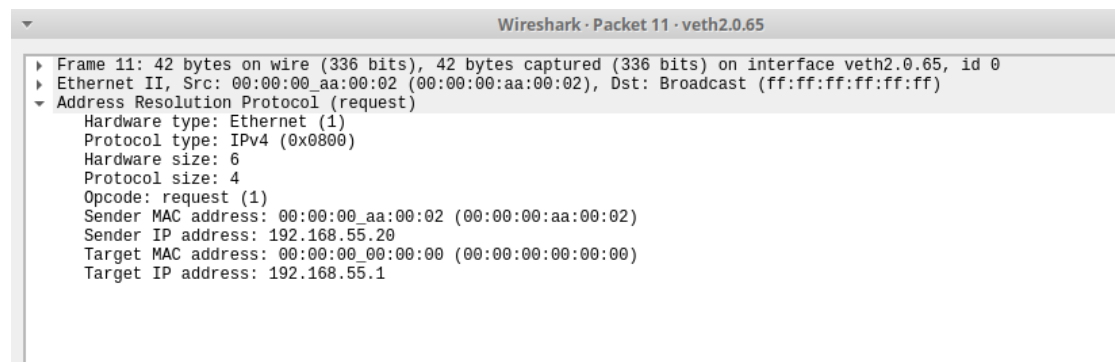 Wireshark · Packet 11 · veth2.0.65
Frame 11: 42 bytes on wire (336 bits), 42 bytes captured (336 bits) on interface veth2.0.65, id 0
Ethernet II, Src: 00:00:00_aa:00:02 (00:00:00:aa:00:02), Dst: Broadcast (ff:ff:ff:ff:ff:ff)
Address Resolution Protocol (request)
Hardware type: Ethernet (1)
Protocol type: IPv4 (0x0800)
Hardware size: 6
Protocol size: 4
Opcode: request (1)
Sender MAC address: 00:00:00_aa:00:02 (00:00:00:aa:00:02)
Sender IP address: 192.168.55.20
Target MAC address: 00:00:00_00:00:00 (00:00:00:00:00:00)
Target IP address: 192.168.55.1